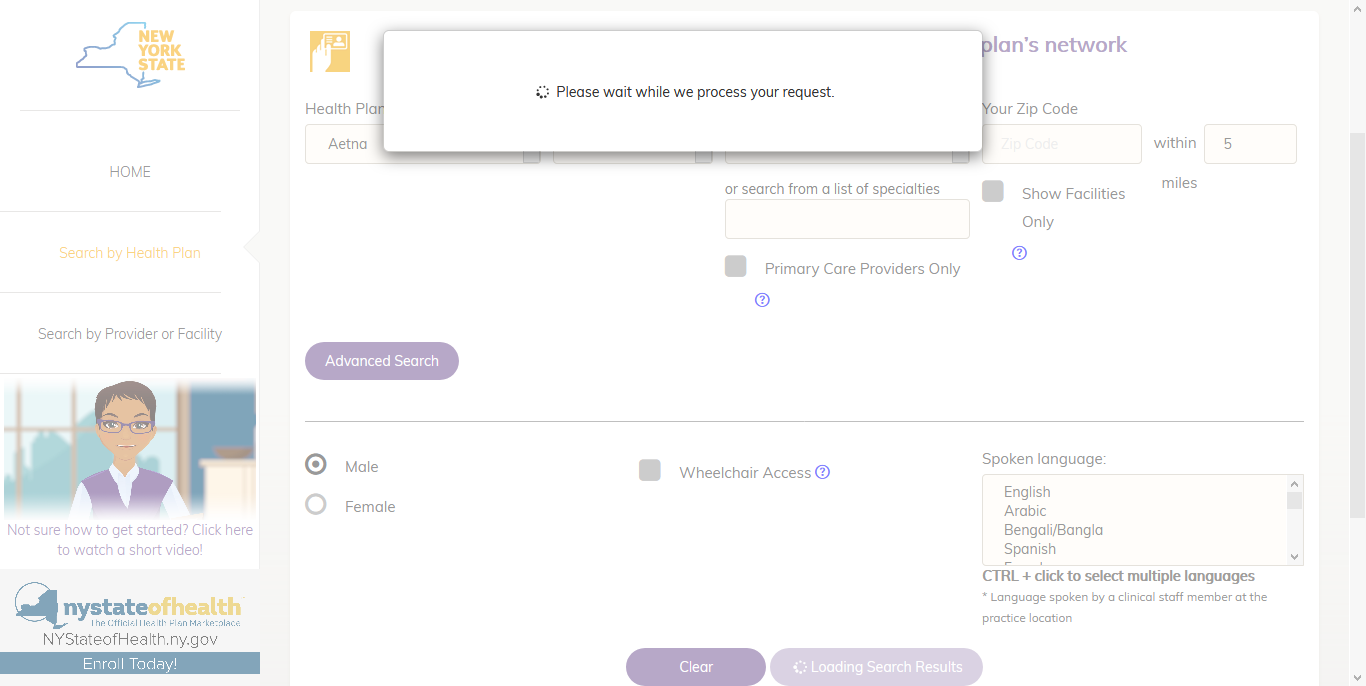 NEW
YORK
STATE
HOME
Search by Health Plan
Search by Provider or Facility
Not sure how to get started? Click here
to watch a short video!
nystateofhealth
The Official Health Plan Marketplace
NYStateofHealth.ny.gov
Enroll Today!
plan's network
Please wait while we process your request.
Health Plan
Aetna
Your Zip Code
Zip Code
within
5
miles
or search from a list of specialties
Show Facilities
Only
?
Primary Care Providers Only
?
Advanced Search
Male
Female
Wheelchair Access ?
Spoken language:
English
Arabic
Bengali/Bangla
Spanish
CTRL + click to select multiple languages
* Language spoken by a clinical staff member at the
practice location
Clear
Loading Search Results